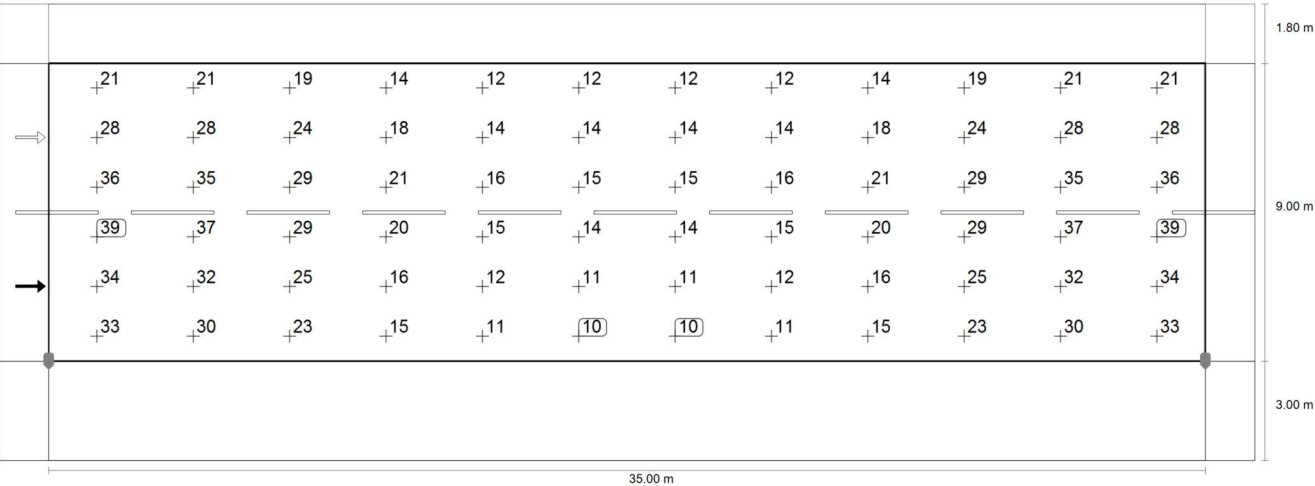 1.80 m
21 21 19 14 12 12 12 12 14 19 21 21
28 28 24 18 14 14 14 14 18 24 28 28
36 35 29 21 16 15 15 16 21 29 35 36
9.00 m
39 37 29 20 15 14 14 15 20 29 37 39
34 32 25 16 12 11 11 12 16 25 32 34
33 30 23 15 11 10 10 11 15 23 30 33
3.00 m
35.00 m